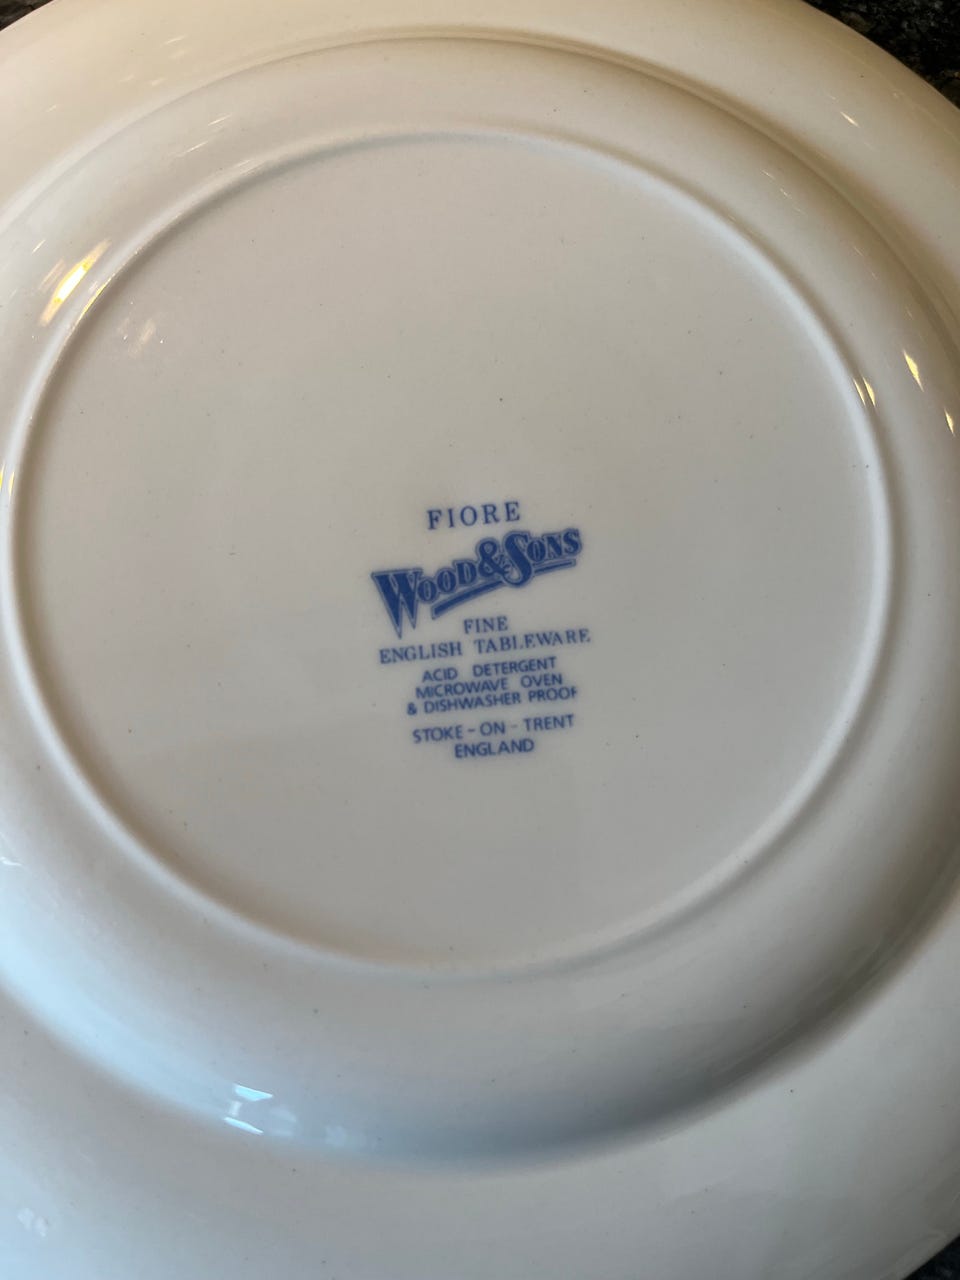 FIORE
WOOD & SONS
FINE
ENGLISH TABLEWARE
ACID DETERGENT
MICROWAVE OVEN
& DISHWASHER PROOF
STOKE-ON-TRENT
ENGLAND